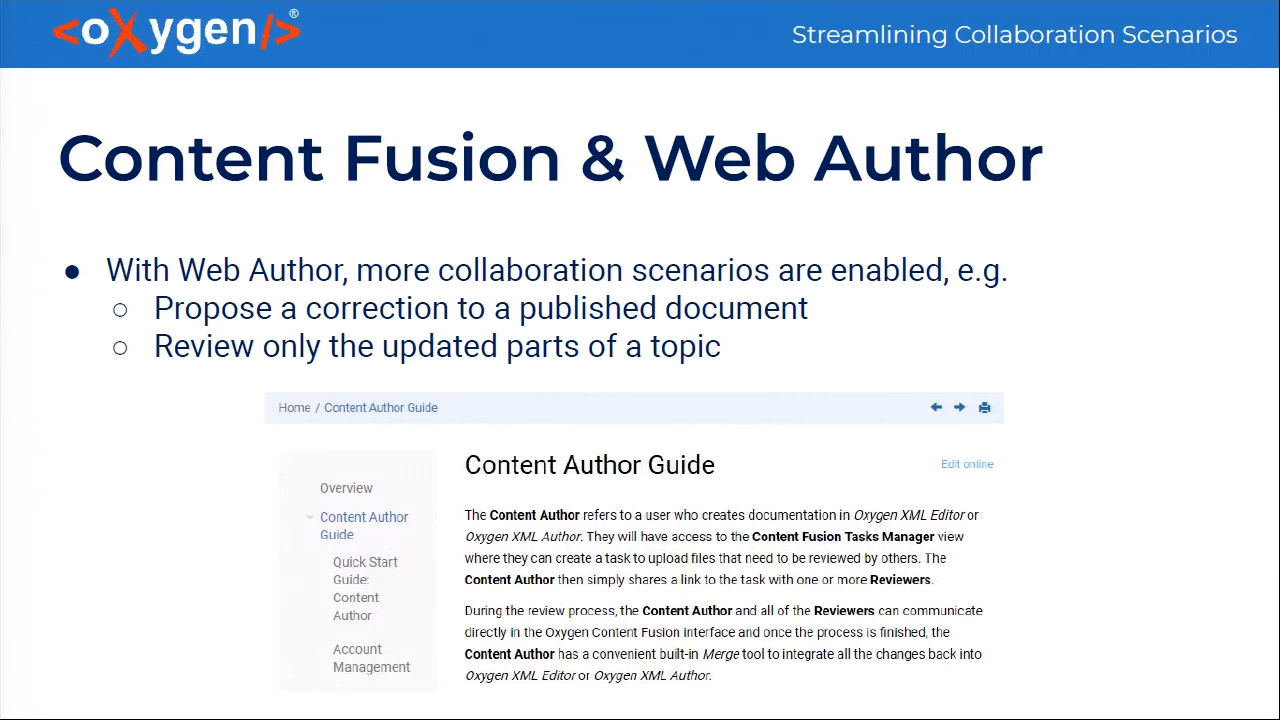 <oXygen/>®
Streamlining Collaboration Scenarios
Content Fusion & Web Author
● With Web Author, more collaboration scenarios are enabled, e.g.
○ Propose a correction to a published document
○ Review only the updated parts of a topic
Home / Content Author Guide
Overview
Content Author
Guide
Quick Start
Guide:
Content
Author
Account
Management
Content Author Guide
Edit online
The Content Author refers to a user who creates documentation in Oxygen XML Editor or
Oxygen XML Author. They will have access to the Content Fusion Tasks Manager view
where they can create a task to upload files that need to be reviewed by others. The
Content Author then simply shares a link to the task with one or more Reviewers.
During the review process, the Content Author and all of the Reviewers can communicate
directly in the Oxygen Content Fusion interface and once the process is finished, the
Content Author has a convenient built-in Merge tool to integrate all the changes back into
Oxygen XML Editor or Oxygen XML Author.